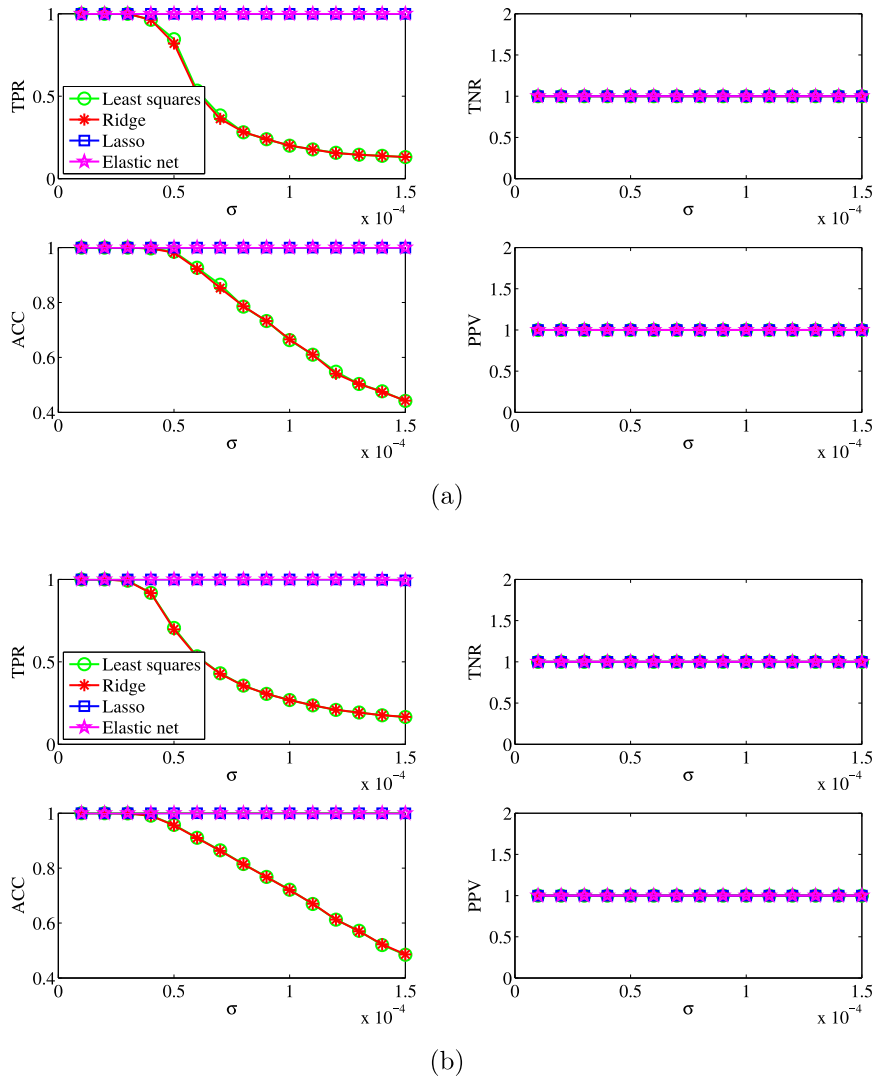 1
0.5
0
TPR
Least squares
Ridge
Lasso
Elastic net
0 0.5 1 1.5
σ
x 10⁻⁴
2
1.5
1
0.5
0
TNR
0 0.5 1 1.5
σ
x 10⁻⁴
1
0.8
0.6
0.4
ACC
0 0.5 1 1.5
σ
x 10⁻⁴
2
1.5
1
0.5
0
PPV
0 0.5 1 1.5
σ
x 10⁻⁴
(a)
1
0.5
0
TPR
Least squares
Ridge
Lasso
Elastic net
0 0.5 1 1.5
σ
x 10⁻⁴
2
1.5
1
0.5
0
TNR
0 0.5 1 1.5
σ
x 10⁻⁴
1
0.8
0.6
0.4
ACC
0 0.5 1 1.5
σ
x 10⁻⁴
2
1.5
1
0.5
0
PPV
0 0.5 1 1.5
σ
x 10⁻⁴
(b)